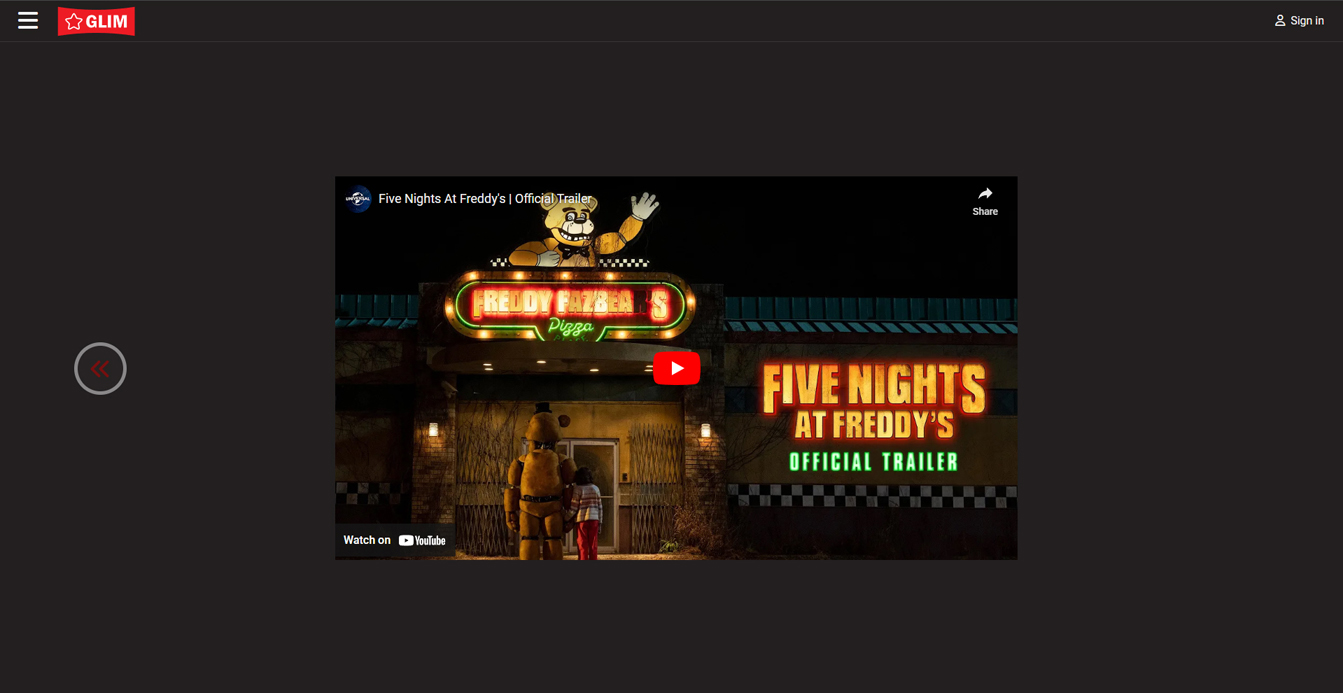 GLIM
Sign in
UNIVERSAL
Five Nights At Freddy's | Official Trailer
Share
FREDDY FAZBEAR'S
Pizza
FIVE NIGHTS
AT FREDDY'S
OFFICIAL TRAILER
Watch on YouTube